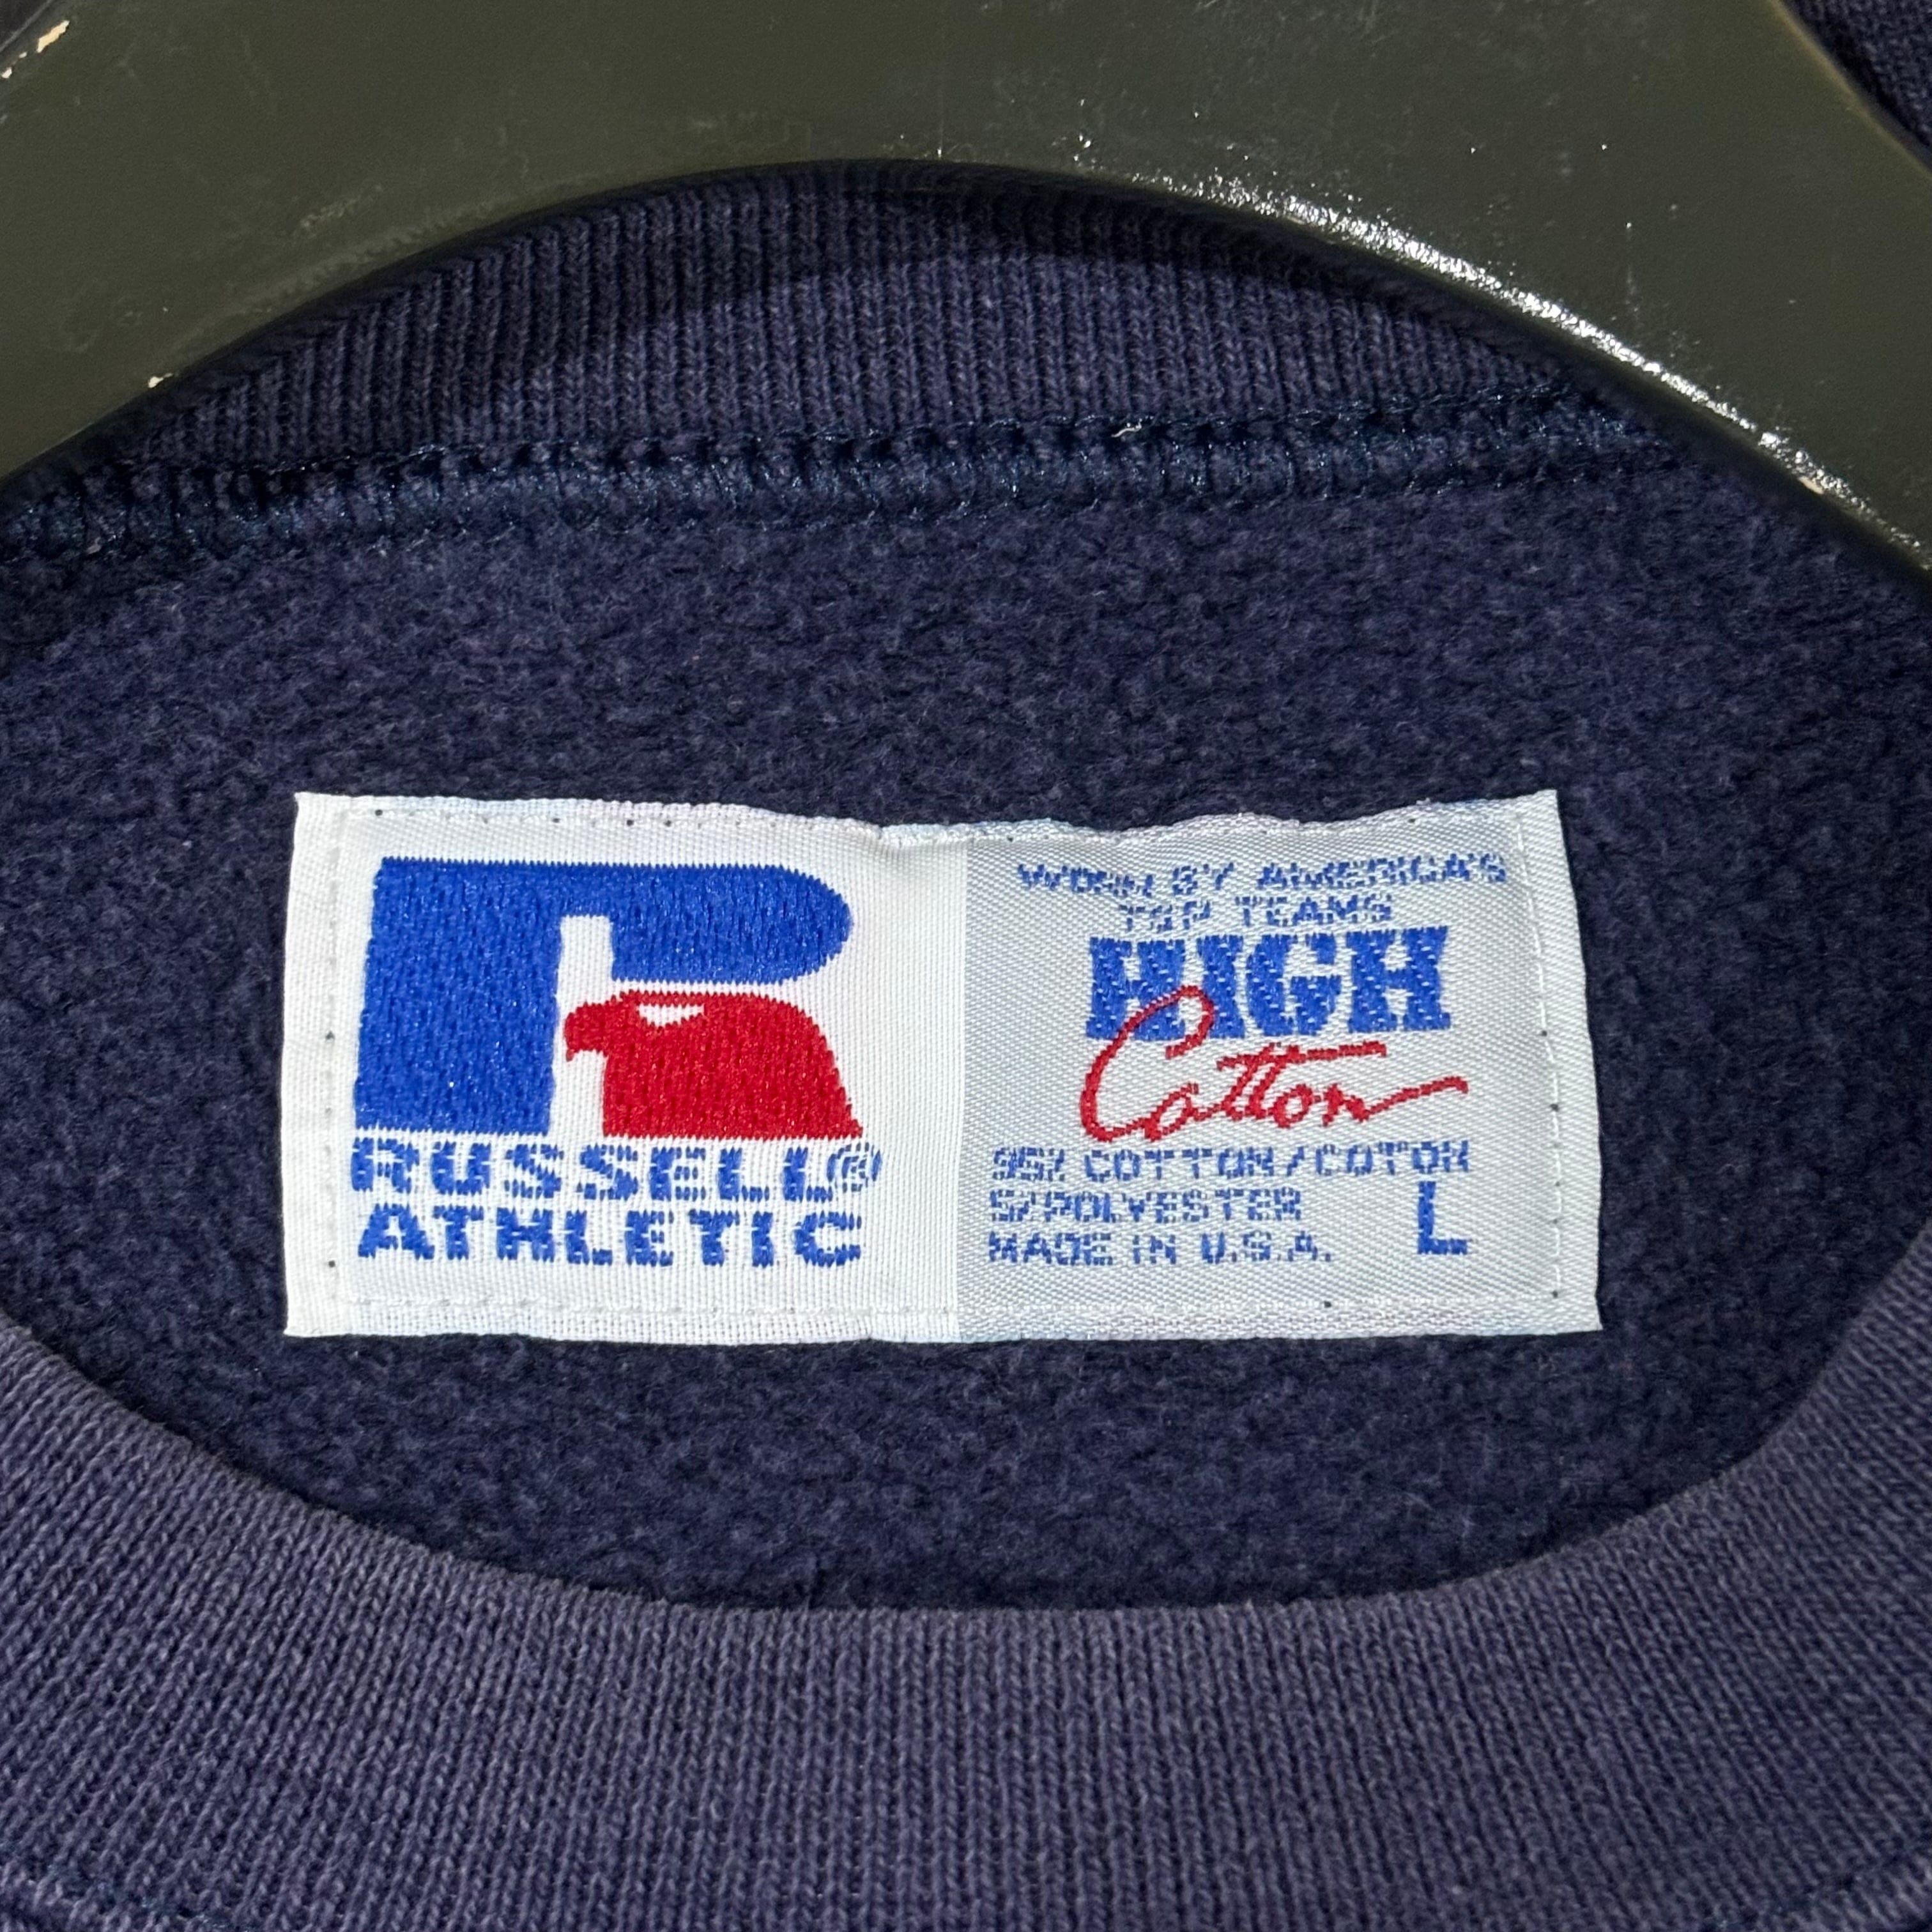 RUSSELL®
ATHLETIC
WORN BY AMERICA'S
TOP TEAMS
HIGH
Cotton
95% COTTON/COTON
5%POLYESTER
MADE IN U.S.A.
L